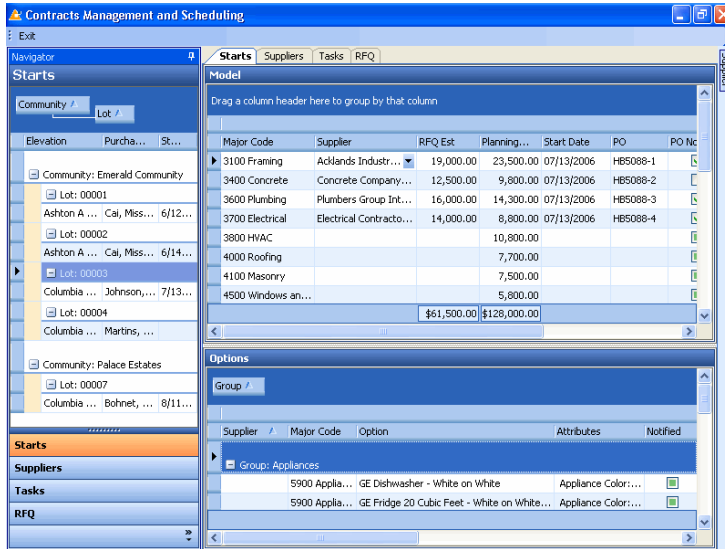 Contracts Management and Scheduling
Exit
Navigator
Starts
Community
Lot
Elevation Purcha... St...
Community: Emerald Community
Lot: 00001
Ashton A ... Cai, Miss... 6/12...
Lot: 00002
Ashton A ... Cai, Miss... 6/14...
Lot: 00003
Columbia ... Johnson,... 7/13...
Lot: 00004
Columbia ... Martins, ...
Community: Palace Estates
Lot: 00007
Columbia ... Bohnet, ... 8/11...
Starts
Suppliers
Tasks
RFQ
Starts Suppliers Tasks RFQ
Model
Drag a column header here to group by that column
Major Code Supplier RFQ Est Planning... Start Date PO PO No
3100 Framing Acklands Industr... 19,000.00 23,500.00 07/13/2006 HB5088-1
3400 Concrete Concrete Company... 12,500.00 9,800.00 07/13/2006 HB5088-2
3600 Plumbing Plumbers Group Int... 16,000.00 14,300.00 07/13/2006 HB5088-3
3700 Electrical Electrical Contracto... 14,000.00 8,800.00 07/13/2006 HB5088-4
3800 HVAC 10,800.00
4000 Roofing 7,700.00
4100 Masonry 7,500.00
4500 Windows an... 5,800.00
$61,500.00 $128,000.00
Options
Group
Supplier Major Code Option Attributes Notified
Group: Appliances
5900 Applia... GE Dishwasher - White on White Appliance Color:...
5900 Applia... GE Fridge 20 Cubic Feet - White on White... Appliance Color:...